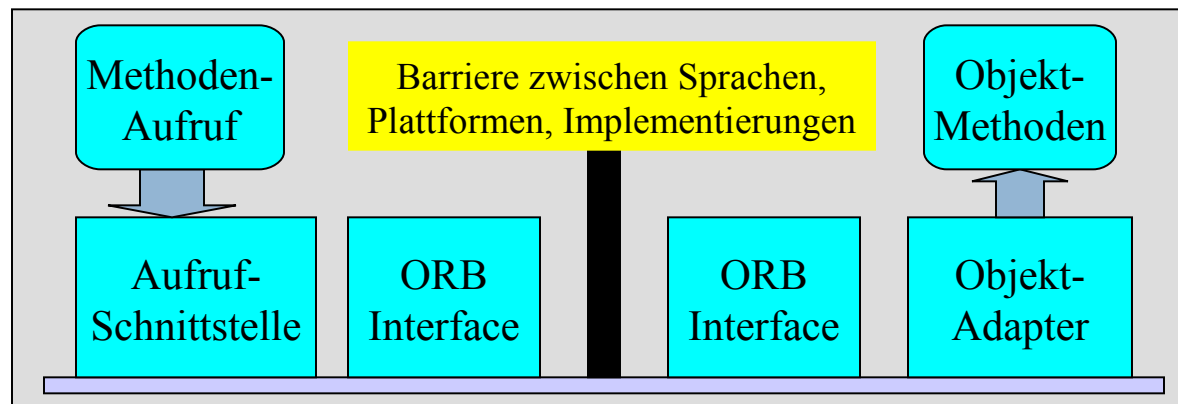 Methoden-
Aufruf
Barriere zwischen Sprachen,
Plattformen, Implementierungen
Objekt-
Methoden
Aufruf-
Schnittstelle
ORB
Interface
ORB
Interface
Objekt-
Adapter